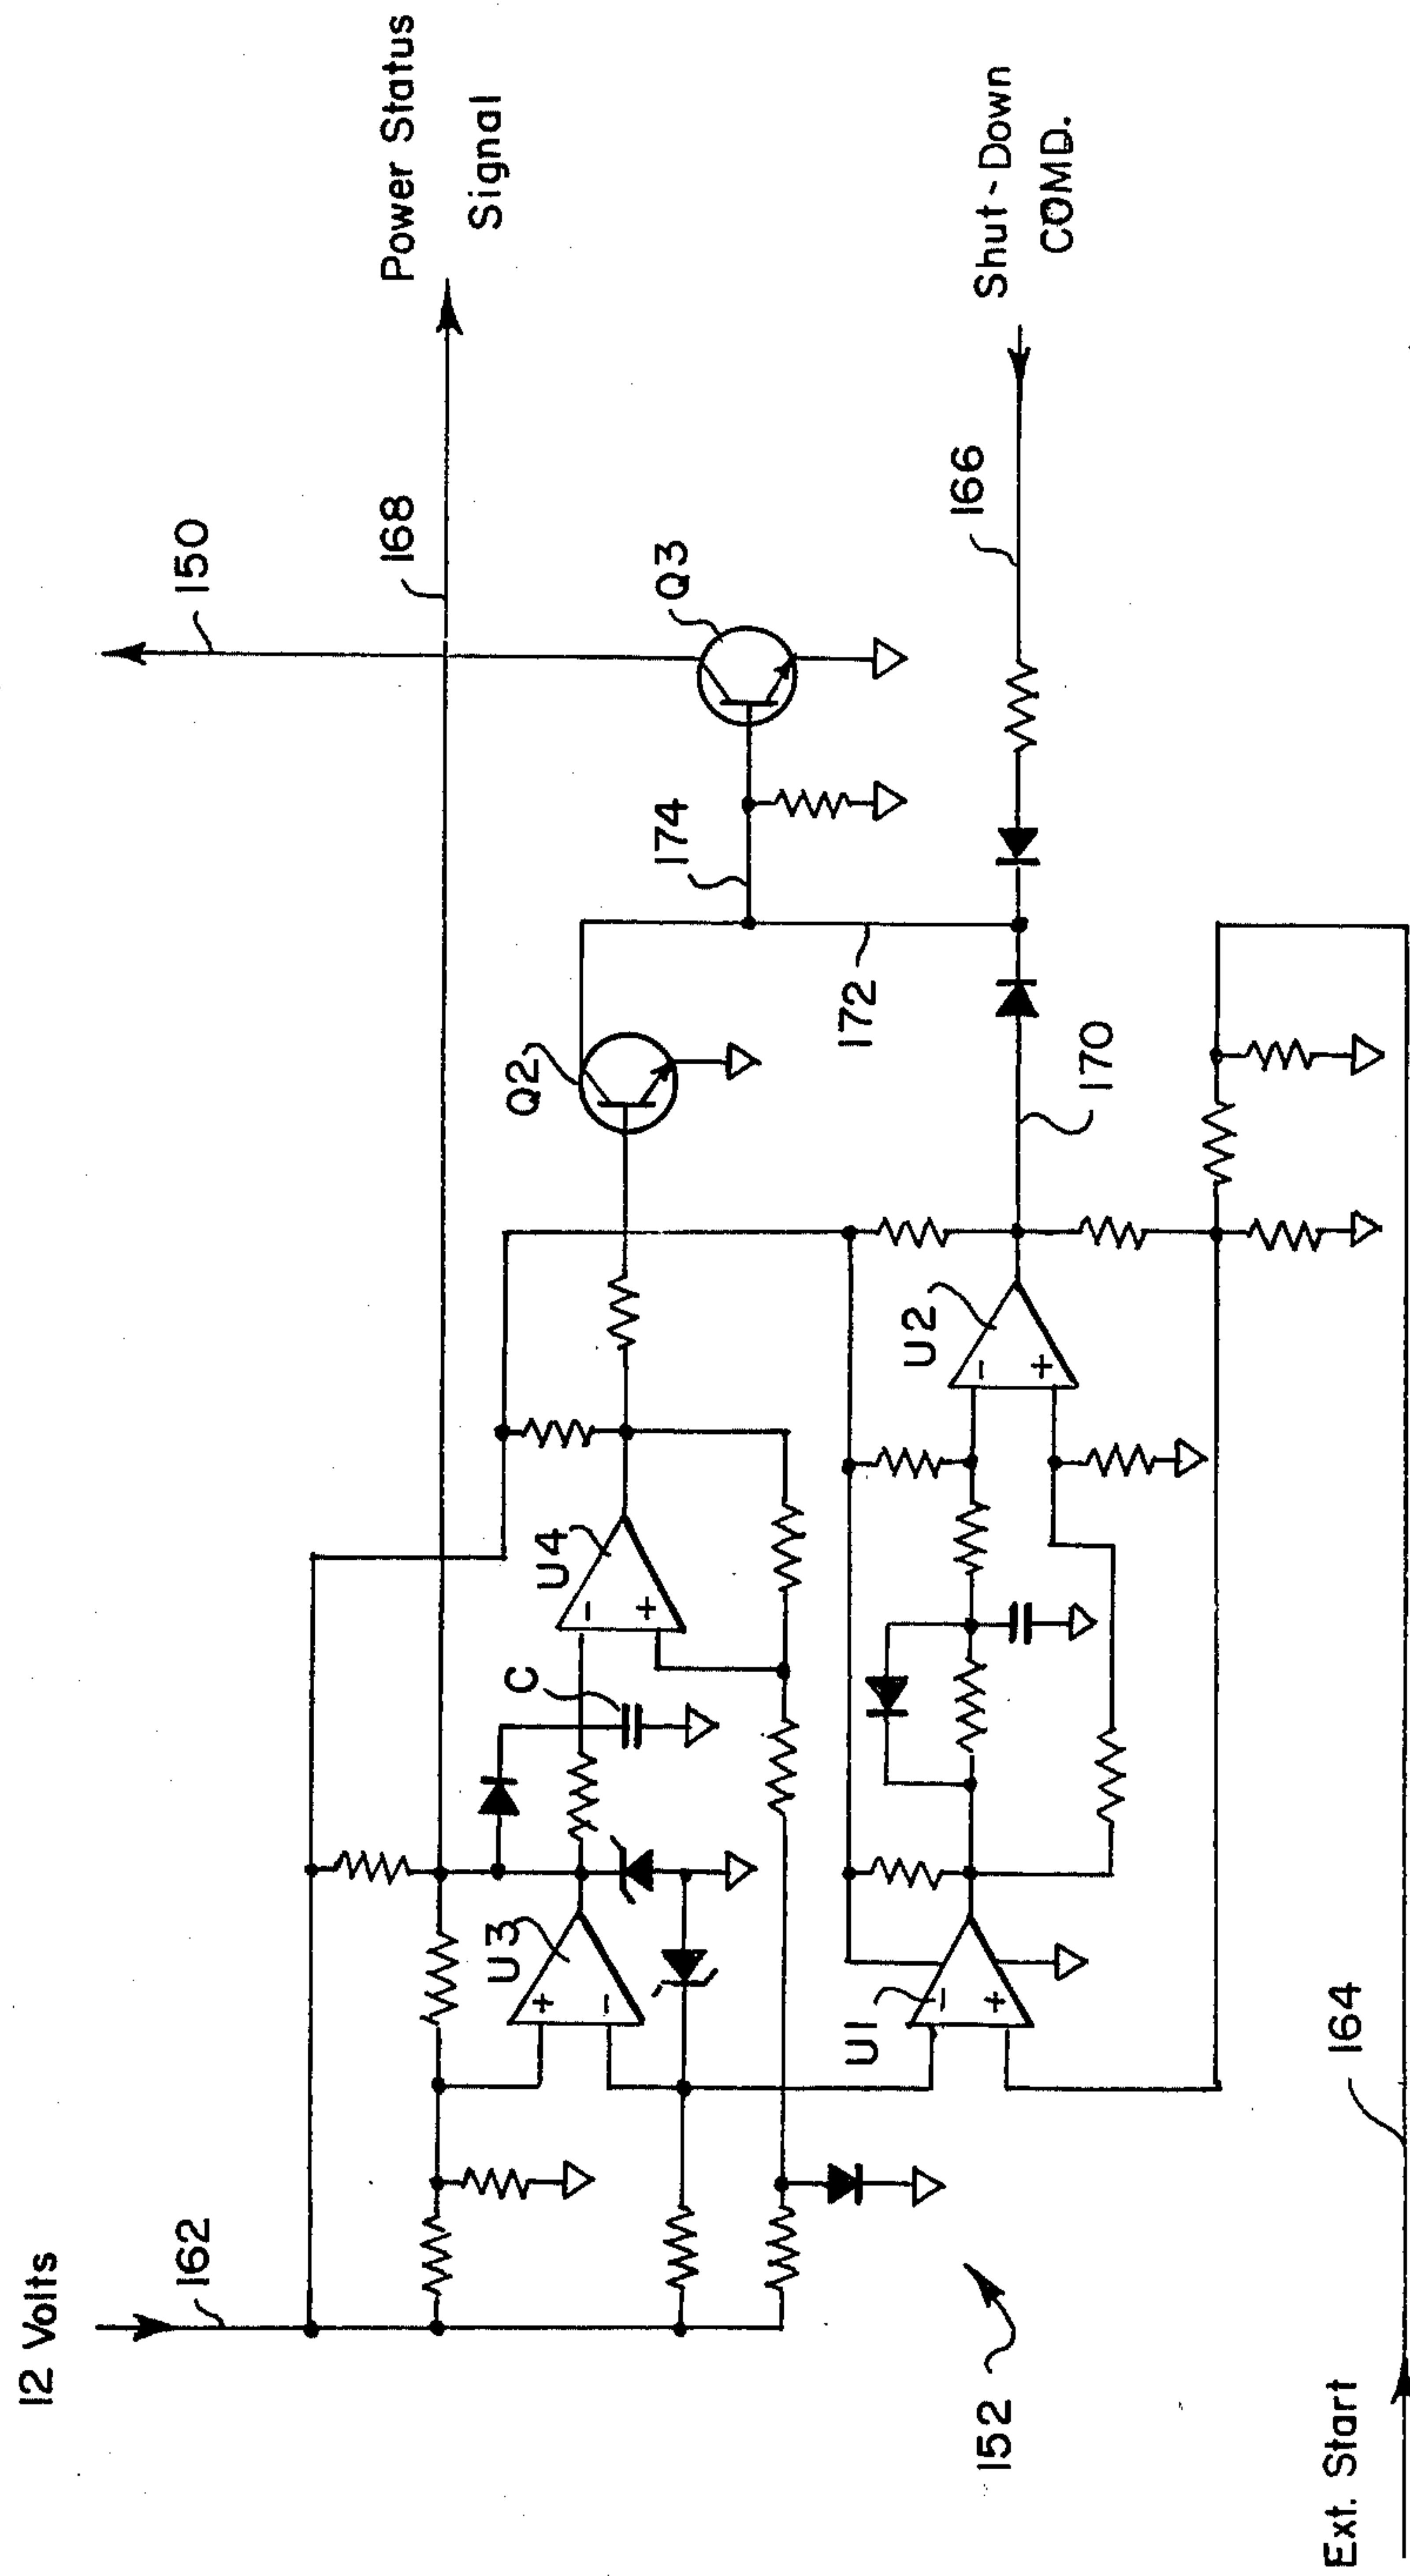 12 Volts
162
150
168
Power Status
Signal
Q3
174
Q2
172
C
U4
-
+
U3
+
-
U2
-
+
170
166
Shut-Down
COMD.
U1
-
+
152
164
Ext. Start